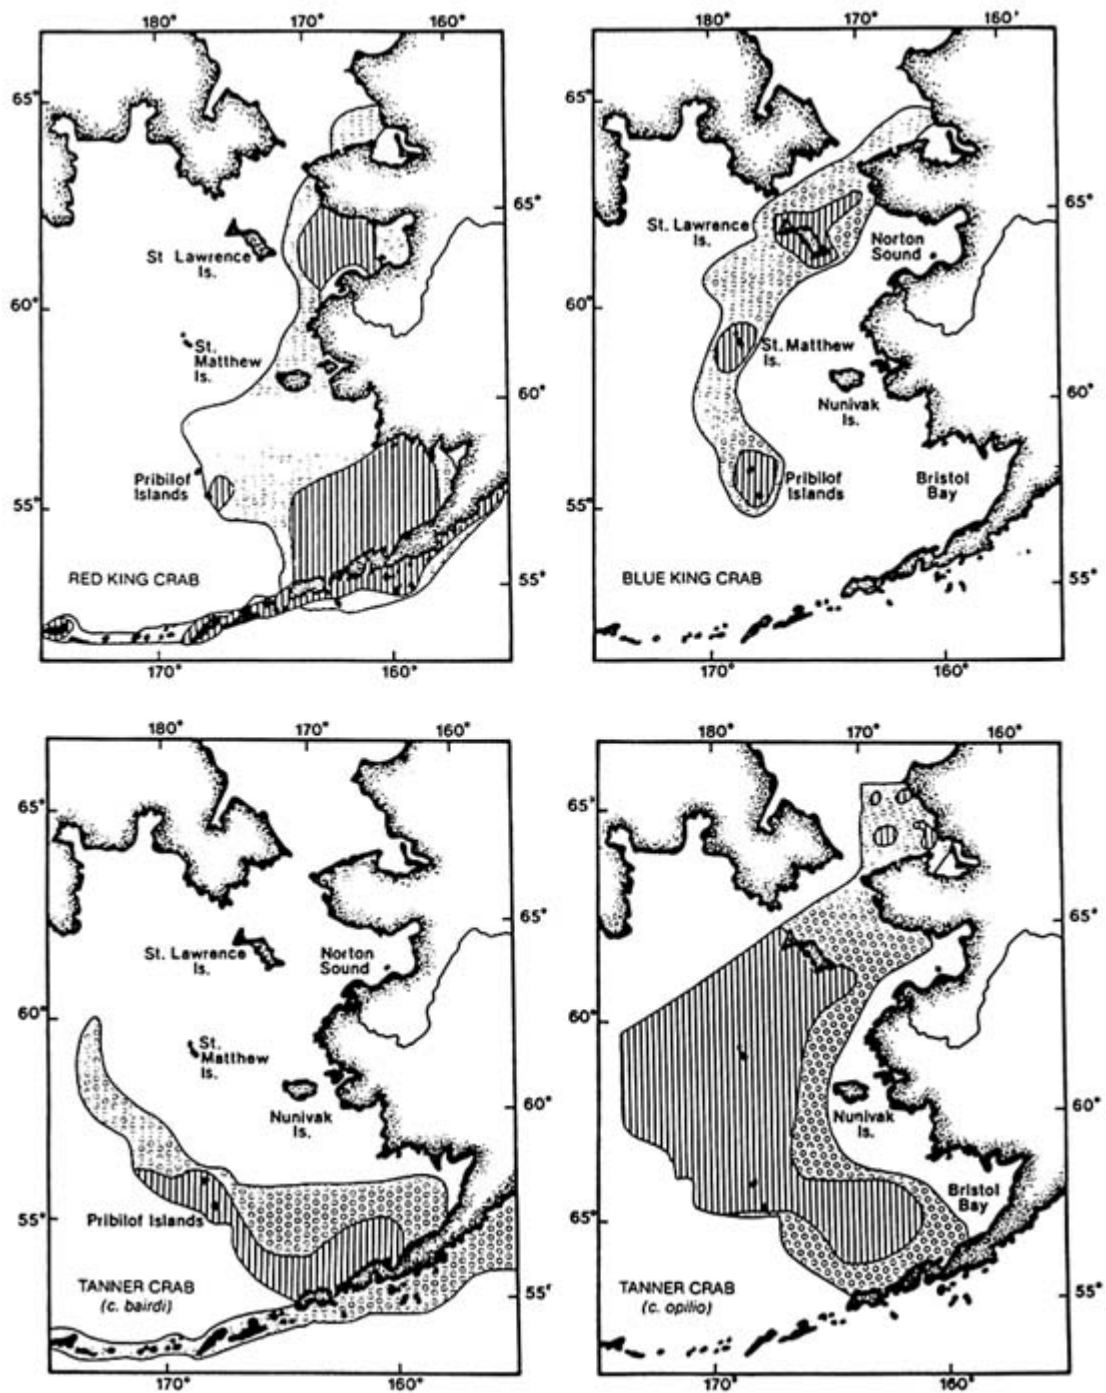 180° 170° 160°
65°
65°
St Lawrence
Is.
60°
St.
Matthew
Is.
60°
Pribilof
Islands
55°
RED KING CRAB
55°
170° 160°
180° 170° 160°
65°
St. Lawrence
Is.
Norton
Sound
65°
60°
St. Matthew
Is.
60°
Nunivak
Is.
Pribilof
Islands
Bristol
Bay
55°
BLUE KING CRAB
55°
170° 160°
180° 170° 160°
65°
65°
St. Lawrence
Is.
Norton
Sound
60°
St.
Matthew
Is.
60°
Nunivak
Is.
55°
Pribilof Islands
TANNER CRAB
(c. bairdi)
55°
170° 160°
180° 170° 160°
65°
65°
60°
60°
Nunivak
Is.
Bristol
Bay
65°
TANNER CRAB
(c. opilio)
55°
170° 160°